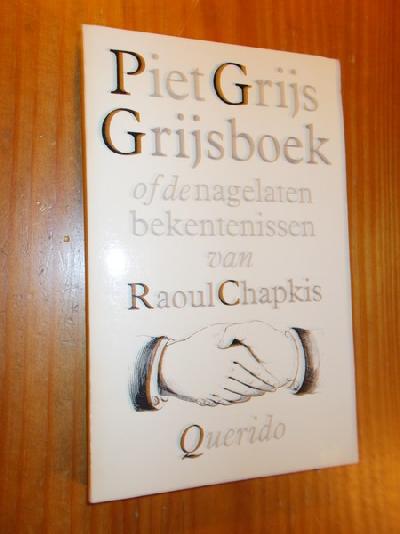 Piet Grijs
Grijsboek
of de nagelaten
bekentenissen
van
Raoul Chapkis
Querido